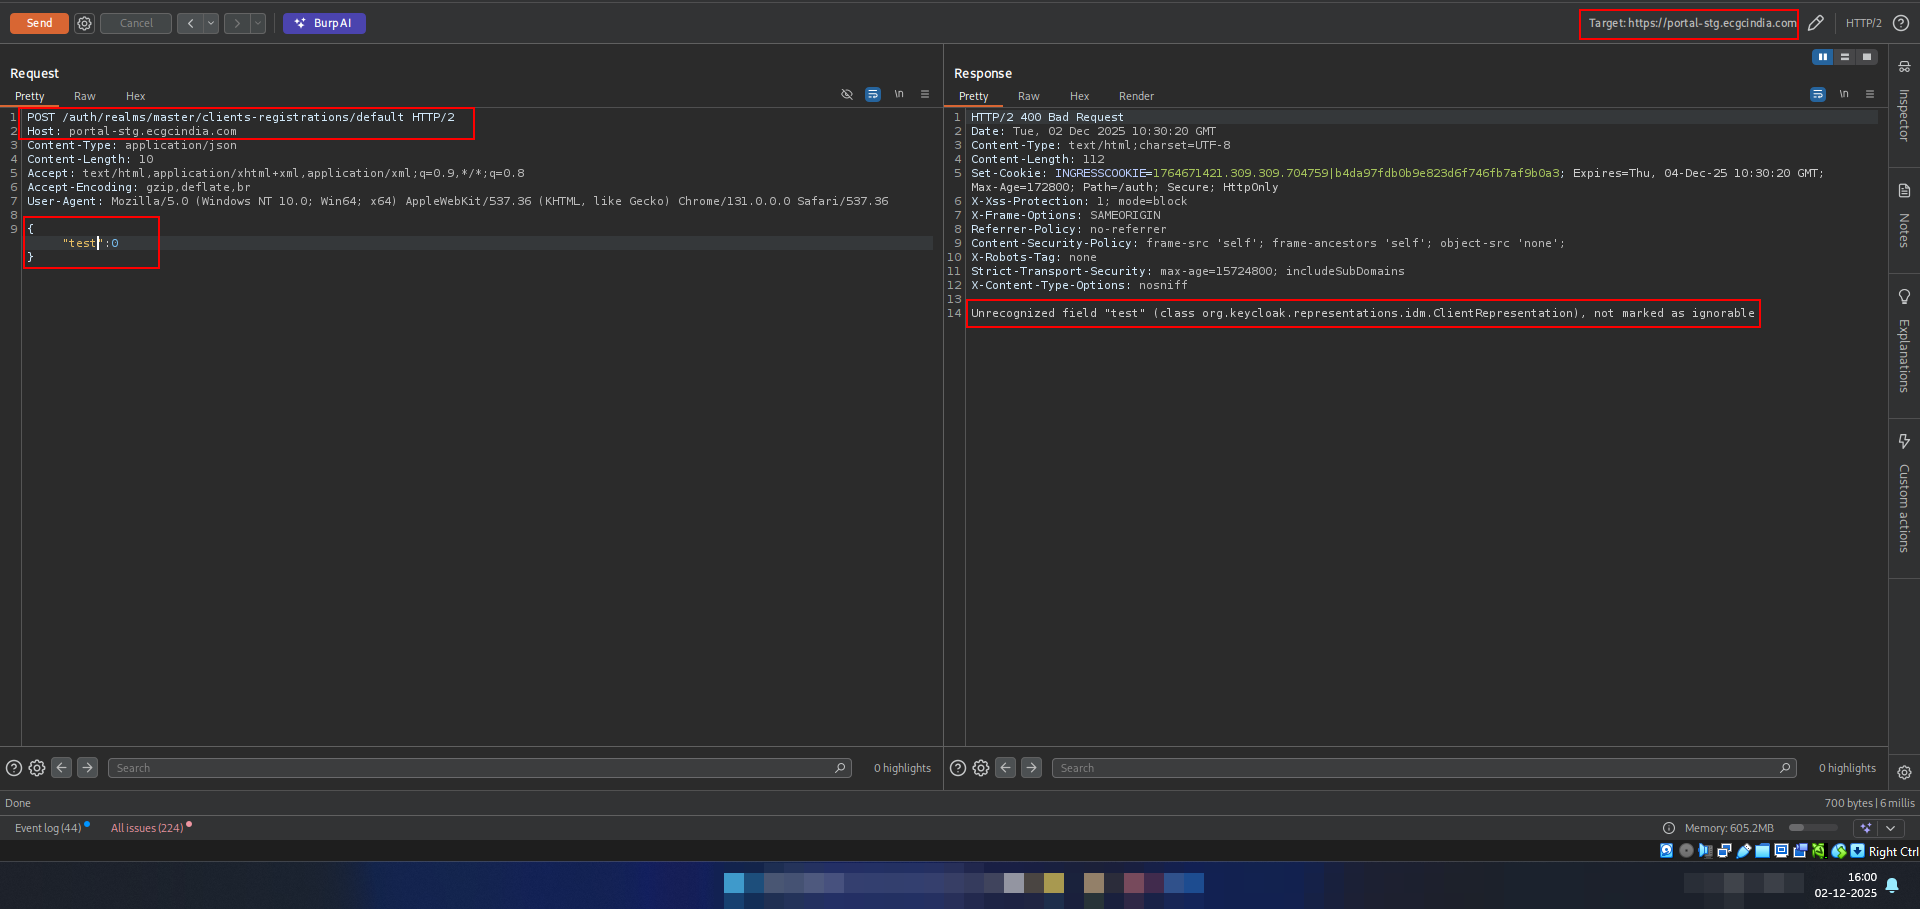 Send
Cancel
Burp AI
Target: https://portal-stg.ecgcindia.com
HTTP/2
Request
Pretty
Raw
Hex
\n
1 POST /auth/realms/master/clients-registrations/default HTTP/2
2 Host: portal-stg.ecgcindia.com
3 Content-Type: application/json
4 Content-Length: 10
5 Accept: text/html,application/xhtml+xml,application/xml;q=0.9,*/*;q=0.8
6 Accept-Encoding: gzip,deflate,br
7 User-Agent: Mozilla/5.0 (Windows NT 10.0; Win64; x64) AppleWebKit/537.36 (KHTML, like Gecko) Chrome/131.0.0.0 Safari/537.36
8
9 {
"test":0
}
Response
Pretty
Raw
Hex
Render
\n
1 HTTP/2 400 Bad Request
2 Date: Tue, 02 Dec 2025 10:30:20 GMT
3 Content-Type: text/html;charset=UTF-8
4 Content-Length: 112
5 Set-Cookie: INGRESSCOOKIE=1764671421.309.309.704759|b4da97fdb0b9e823d6f746fb7af9b0a3; Expires=Thu, 04-Dec-25 10:30:20 GMT;
Max-Age=172800; Path=/auth; Secure; HttpOnly
6 X-Xss-Protection: 1; mode=block
7 X-Frame-Options: SAMEORIGIN
8 Referrer-Policy: no-referrer
9 Content-Security-Policy: frame-src 'self'; frame-ancestors 'self'; object-src 'none';
10 X-Robots-Tag: none
11 Strict-Transport-Security: max-age=15724800; includeSubDomains
12 X-Content-Type-Options: nosniff
13
14 Unrecognized field "test" (class org.keycloak.representations.idm.ClientRepresentation), not marked as ignorable
Inspector
Notes
Explanations
Custom actions
Search
0 highlights
Search
0 highlights
Done
700 bytes | 6 millis
Event log (44)
All issues (224)
Memory: 605.2MB
Right Ctrl
16:00
02-12-2025